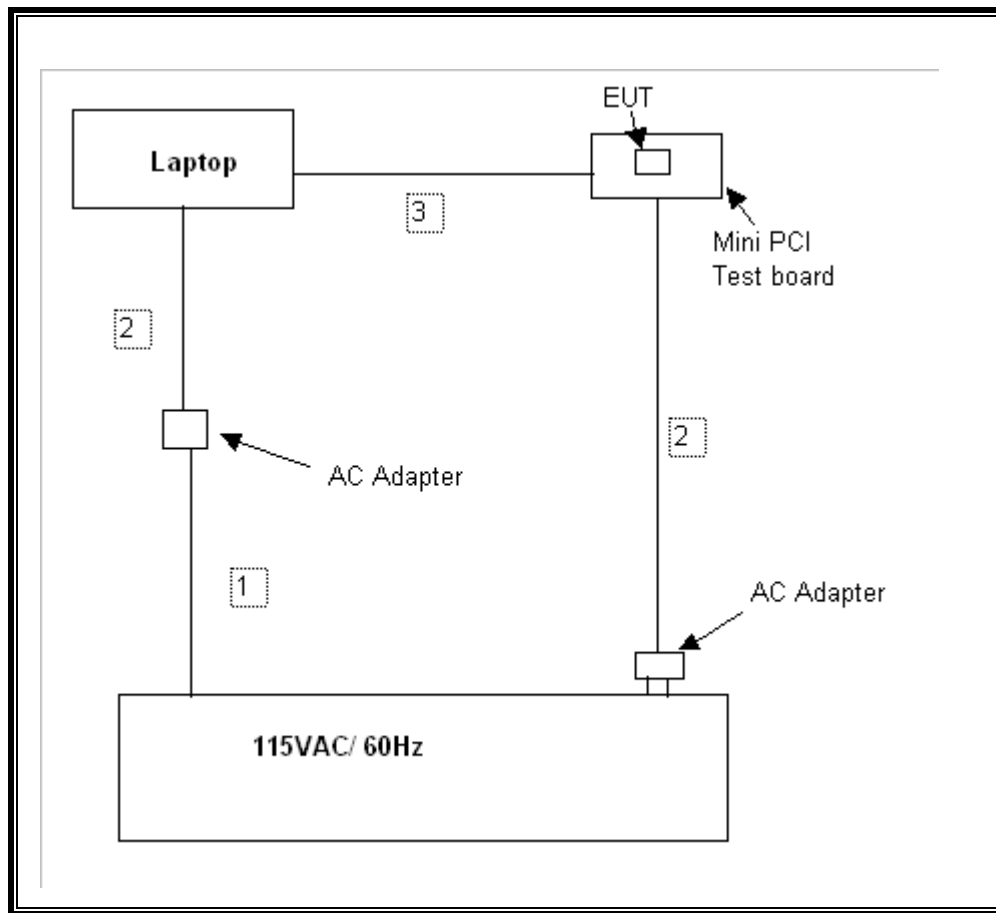 EUT
Laptop
3
Mini PCI
Test board
2
2
AC Adapter
1
AC Adapter
115VAC/ 60Hz